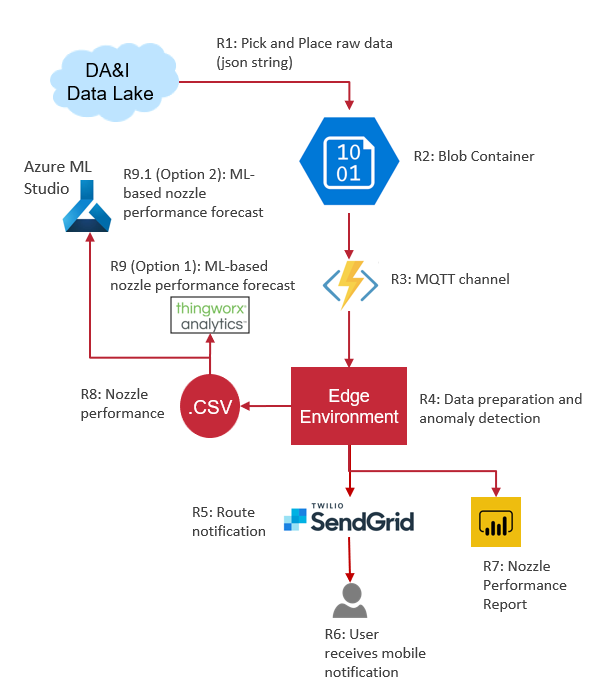 R1: Pick and Place raw data
(json string)
DA&I
Data Lake
10
01
R2: Blob Container
Azure ML
Studio
R9.1 (Option 2): ML-
based nozzle
performance forecast
R9 (Option 1): ML-based
nozzle performance forecast
thingworx®
analytics™
R3: MQTT channel
R8: Nozzle
performance
.CSV
Edge
Environment
R4: Data preparation and
anomaly detection
R5: Route
notification
TWILIO
SendGrid
R7: Nozzle
Performance
Report
R6: User
receives mobile
notification